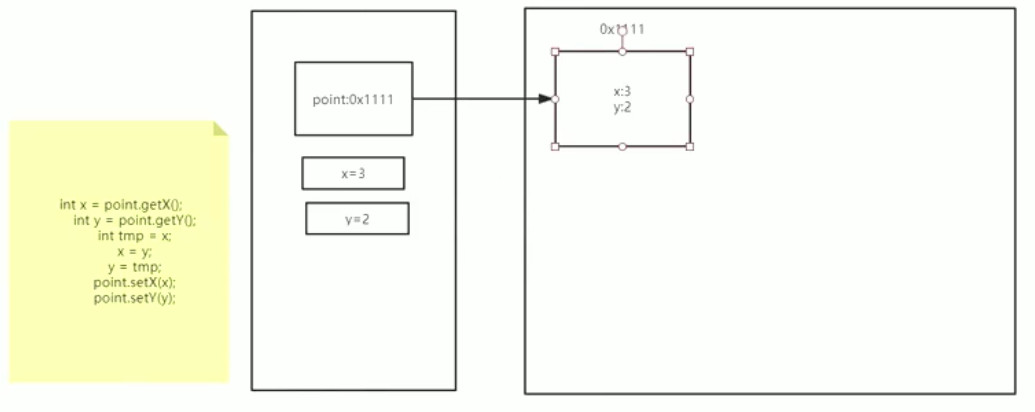 int x = point.getX();
int y = point.getY();
int tmp = x;
x = y;
y = tmp;
point.setX(x);
point.setY(y);
point:0x1111
x=3
y=2
0x1111
x:3
y:2